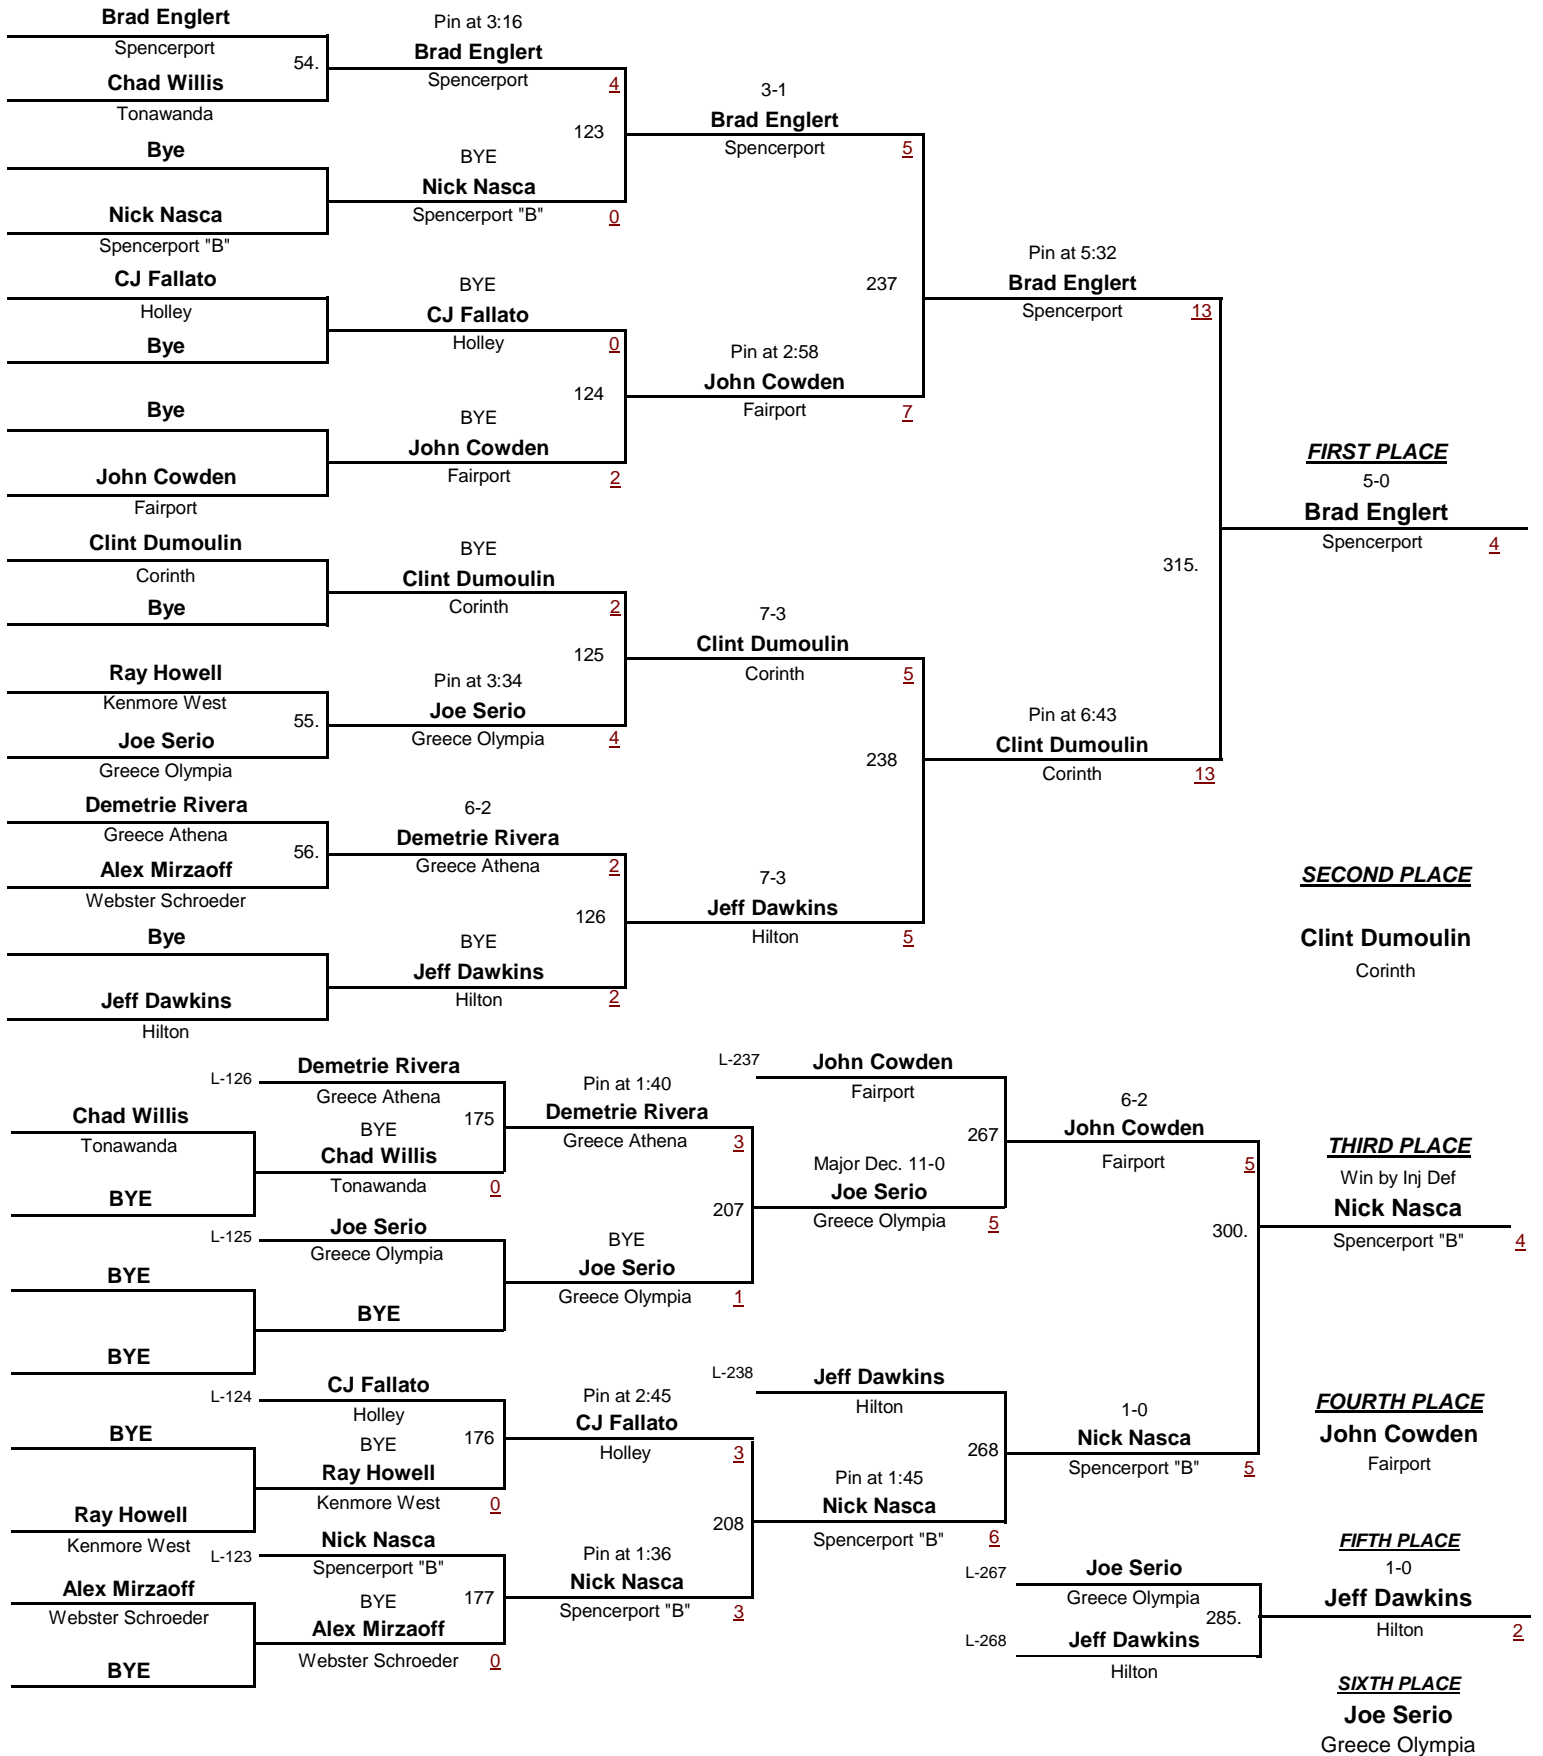 Brad Englert
Spencerport
54.
Chad Willis
Tonawanda
Bye
Nick Nasca
Spencerport "B"
CJ Fallato
Holley
Bye
Bye
John Cowden
Fairport
Clint Dumoulin
Corinth
Bye
Ray Howell
Kenmore West
55.
Joe Serio
Greece Olympia
Demetrie Rivera
Greece Athena
56.
Alex Mirzaoff
Webster Schroeder
Bye
Jeff Dawkins
Hilton
Pin at 3:16
Brad Englert
Spencerport
4
123
BYE
Nick Nasca
Spencerport "B"
0
BYE
CJ Fallato
Holley
0
124
BYE
John Cowden
Fairport
2
BYE
Clint Dumoulin
Corinth
2
125
Pin at 3:34
Joe Serio
Greece Olympia
4
6-2
Demetrie Rivera
Greece Athena
2
126
BYE
Jeff Dawkins
Hilton
2
3-1
Brad Englert
Spencerport
5
237
Pin at 2:58
John Cowden
Fairport
7
7-3
Clint Dumoulin
Corinth
5
238
7-3
Jeff Dawkins
Hilton
5
Pin at 5:32
Brad Englert
Spencerport
13
315.
Pin at 6:43
Clint Dumoulin
Corinth
13
FIRST PLACE
5-0
Brad Englert
Spencerport
4
SECOND PLACE
Clint Dumoulin
Corinth
L-126
Demetrie Rivera
Greece Athena
175
Chad Willis
Tonawanda
BYE
BYE
Chad Willis
Tonawanda
0
L-125
Joe Serio
Greece Olympia
BYE
BYE
BYE
L-124
CJ Fallato
Holley
176
BYE
BYE
Ray Howell
Kenmore West
0
Ray Howell
Kenmore West
L-123
Nick Nasca
Spencerport "B"
177
Alex Mirzaoff
Webster Schroeder
BYE
BYE
Alex Mirzaoff
Webster Schroeder
0
Pin at 1:40
Demetrie Rivera
Greece Athena
3
207
BYE
Joe Serio
Greece Olympia
1
Pin at 2:45
CJ Fallato
Holley
3
208
Pin at 1:36
Nick Nasca
Spencerport "B"
3
L-237
John Cowden
Fairport
267
Major Dec. 11-0
Joe Serio
Greece Olympia
5
L-238
Jeff Dawkins
Hilton
268
Pin at 1:45
Nick Nasca
Spencerport "B"
6
6-2
John Cowden
Fairport
5
300.
1-0
Nick Nasca
Spencerport "B"
5
THIRD PLACE
Win by Inj Def
Nick Nasca
Spencerport "B"
4
FOURTH PLACE
John Cowden
Fairport
L-267
Joe Serio
Greece Olympia
285.
L-268
Jeff Dawkins
Hilton
FIFTH PLACE
1-0
Jeff Dawkins
Hilton
2
SIXTH PLACE
Joe Serio
Greece Olympia